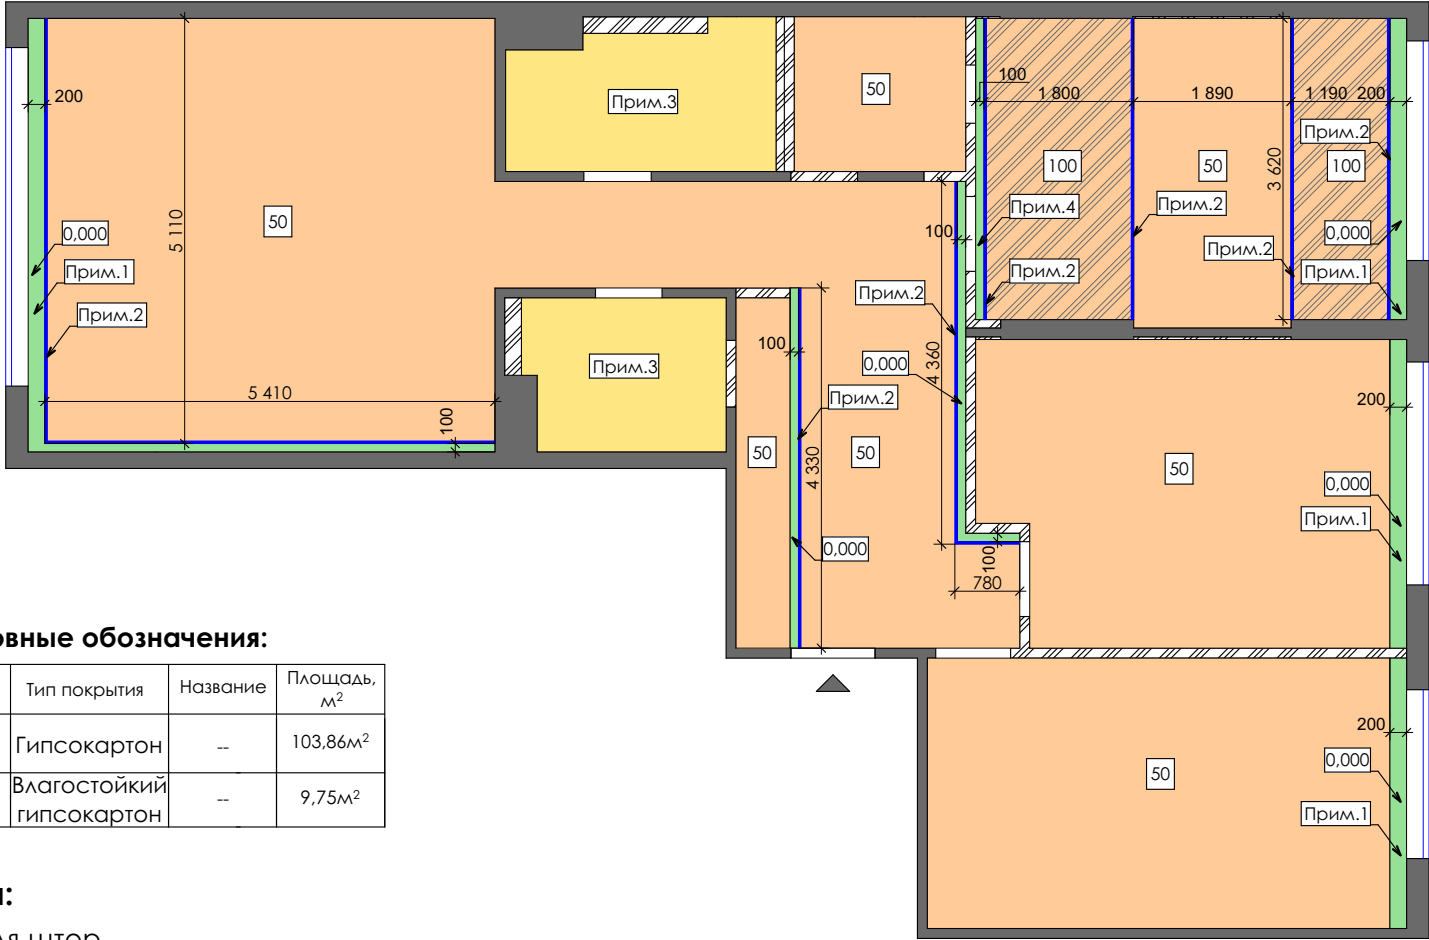 200
5 110
50
0,000
Прим.1
Прим.2
5 410
100
Прим.3
50
100
1 800
1 890
1 190
200
Прим.2
100
50
100
3 620
Прим.4
Прим.2
Прим.2
Прим.2
0,000
Прим.1
100
Прим.2
Прим.3
100
0,000
4 360
Прим.2
200
50
50
4 330
50
0,000
Прим.1
0,000
100
780
200
50
0,000
Прим.1
обозначения:
Тип покрытия
Название
Площадь,
м²
Гипсокартон
--
103,86м²
Влагостойкий
гипсокартон
--
9,75м²